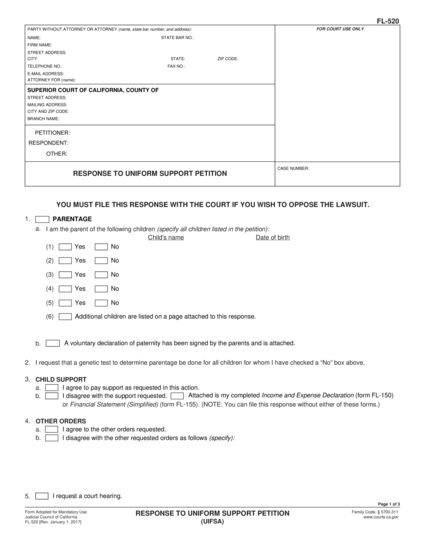 FL-520
PARTY WITHOUT ATTORNEY OR ATTORNEY (name, state bar number, and address):
FOR COURT USE ONLY
NAME: STATE BAR NO.:
FIRM NAME:
STREET ADDRESS:
CITY: STATE: ZIP CODE:
TELEPHONE NO.: FAX NO.:
E-MAIL ADDRESS:
ATTORNEY FOR (name):
SUPERIOR COURT OF CALIFORNIA, COUNTY OF
STREET ADDRESS:
MAILING ADDRESS:
CITY AND ZIP CODE:
BRANCH NAME:
PETITIONER:
RESPONDENT:
OTHER:
RESPONSE TO UNIFORM SUPPORT PETITION
CASE NUMBER:
YOU MUST FILE THIS RESPONSE WITH THE COURT IF YOU WISH TO OPPOSE THE LAWSUIT.
1. PARENTAGE
a. I am the parent of the following children (specify all children listed in the petition):
Child's name Date of birth
(1) Yes No
(2) Yes No
(3) Yes No
(4) Yes No
(5) Yes No
(6) Additional children are listed on a page attached to this response.
b. A voluntary declaration of paternity has been signed by the parents and is attached.
2. I request that a genetic test to determine parentage be done for all children for whom I have checked a "No" box above.
3. CHILD SUPPORT
a. I agree to pay support as requested in this action.
b. I disagree with the support requested. Attached is my completed Income and Expense Declaration (form FL-150)
or Financial Statement (Simplified) (form FL-155). (NOTE: You can file this response without either of these forms.)
4. OTHER ORDERS
a. I agree to the other orders requested.
b. I disagree with the other requested orders as follows (specify):
5. I request a court hearing.
Page 1 of 3
Form Adopted for Mandatory Use
Judicial Council of California
FL-520 [Rev. January 1, 2017]
RESPONSE TO UNIFORM SUPPORT PETITION
(UIFSA)
Family Code, § 5700.311
www.courts.ca.gov